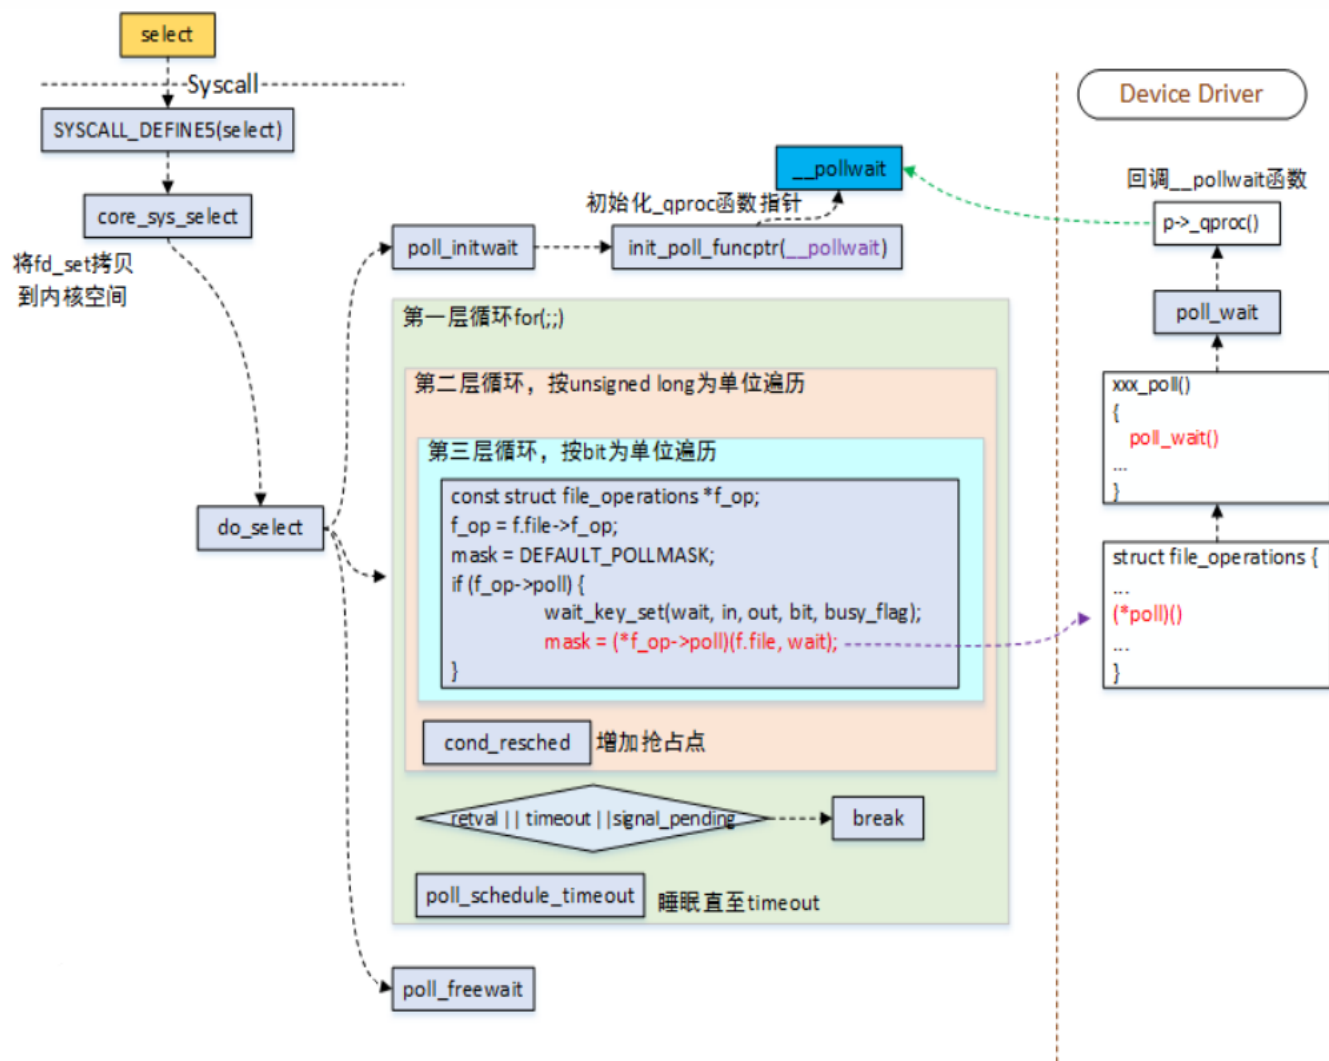 select
Syscall
SYSCALL_DEFINE5(select)
core_sys_select
将fd_set拷贝
到内核空间
do_select
poll_initwait
初始化_qproc函数指针
init_poll_funcptr(__pollwait)
__pollwait
第一层循环for(;;)
第二层循环，按unsigned long为单位遍历
第三层循环，按bit为单位遍历
const struct file_operations *f_op;
f_op = f.file->f_op;
mask = DEFAULT_POLLMASK;
if (f_op->poll) {
wait_key_set(wait, in, out, bit, busy_flag);
mask = (*f_op->poll)(f.file, wait);
}
cond_resched
增加抢占点
retval || timeout ||signal_pending
break
poll_schedule_timeout
睡眠直至timeout
poll_freewait
Device Driver
回调__pollwait函数
p->_qproc()
poll_wait
xxx_poll()
{
poll_wait()
...
}
struct file_operations {
...
(*poll)()
...
}